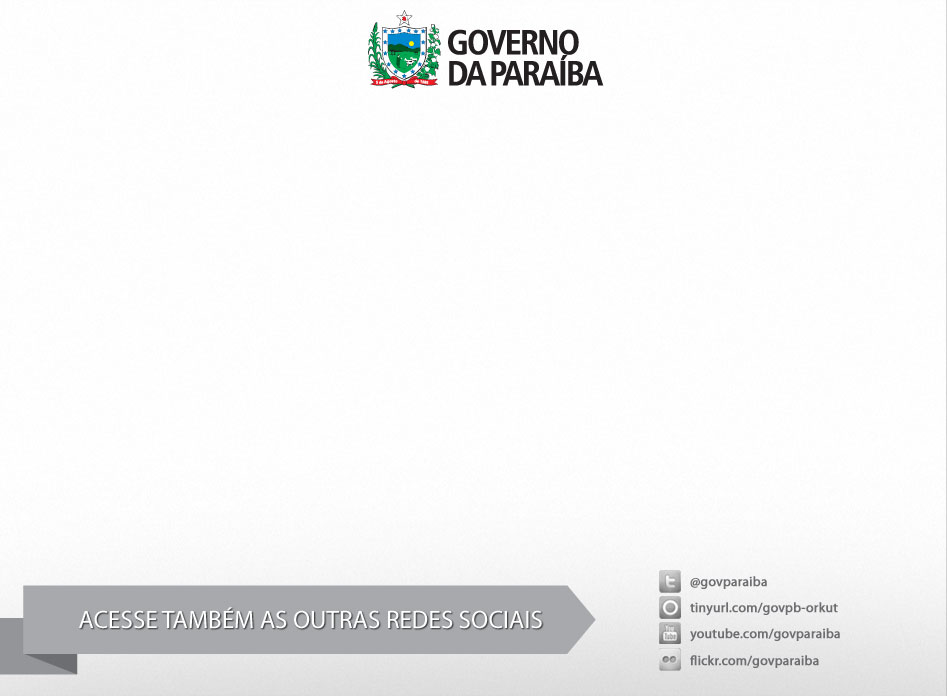 GOVERNO
DA PARAÍBA
ACESSE TAMBÉM AS OUTRAS REDES SOCIAIS
@govparaiba
tinyurl.com/govpb-orkut
youtube.com/govparaiba
flickr.com/govparaiba